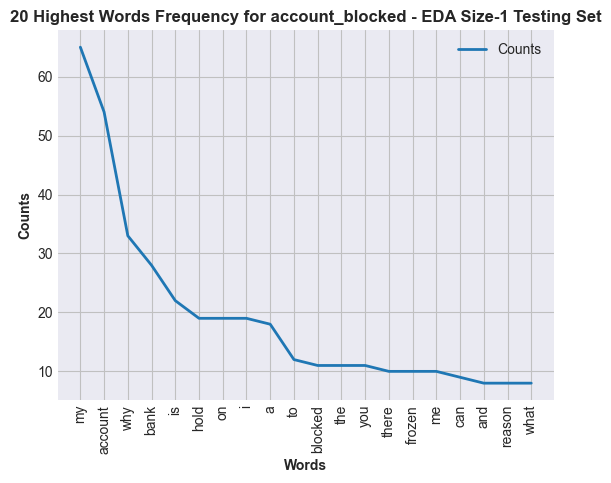 20 Highest Words Frequency for account_blocked - EDA Size-1 Testing Set
Counts
60
50
40
30
20
10
Counts
my
account
why
bank
is
hold
on
i
a
to
blocked
the
you
there
frozen
me
can
and
reason
what
Words